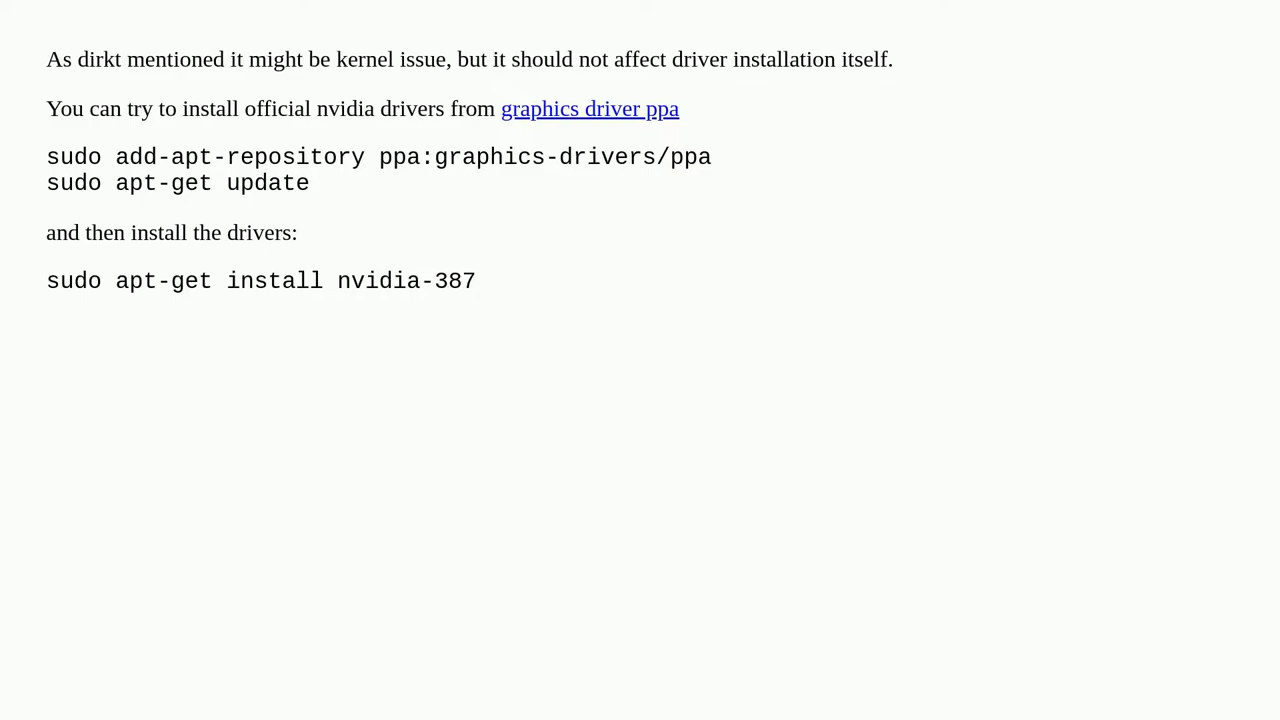 As dirkt mentioned it might be kernel issue, but it should not affect driver installation itself.
You can try to install official nvidia drivers from graphics driver ppa
sudo add-apt-repository ppa:graphics-drivers/ppa
sudo apt-get update
and then install the drivers:
sudo apt-get install nvidia-387